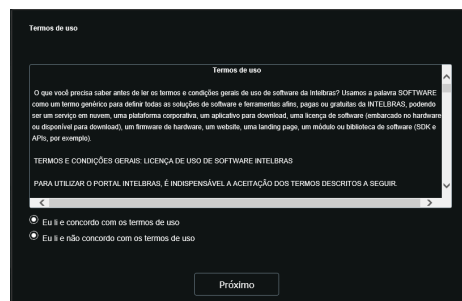 Termos de uso
Termos de uso
O que você precisa saber antes de ler os termos e condições gerais de uso de software da Intelbras? Usamos a palavra SOFTWARE
como um termo genérico para definir todas as soluções de software e ferramentas afins, pagas ou gratuitas da INTELBRAS, podendo
ser um serviço em nuvem, uma plataforma corporativa, um aplicativo para download, uma licença de software (embarcado no hardware
ou disponível para download), um firmware de hardware, um website, uma landing page, um módulo ou biblioteca de software (SDK e
APIs, por exemplo).
TERMOS E CONDIÇÕES GERAIS: LICENÇA DE USO DE SOFTWARE INTELBRAS
PARA UTILIZAR O PORTAL INTELBRAS, É INDISPENSÁVEL A ACEITAÇÃO DOS TERMOS DESCRITOS A SEGUIR.
Eu li e concordo com os termos de uso
Eu li e não concordo com os termos de uso
Próximo